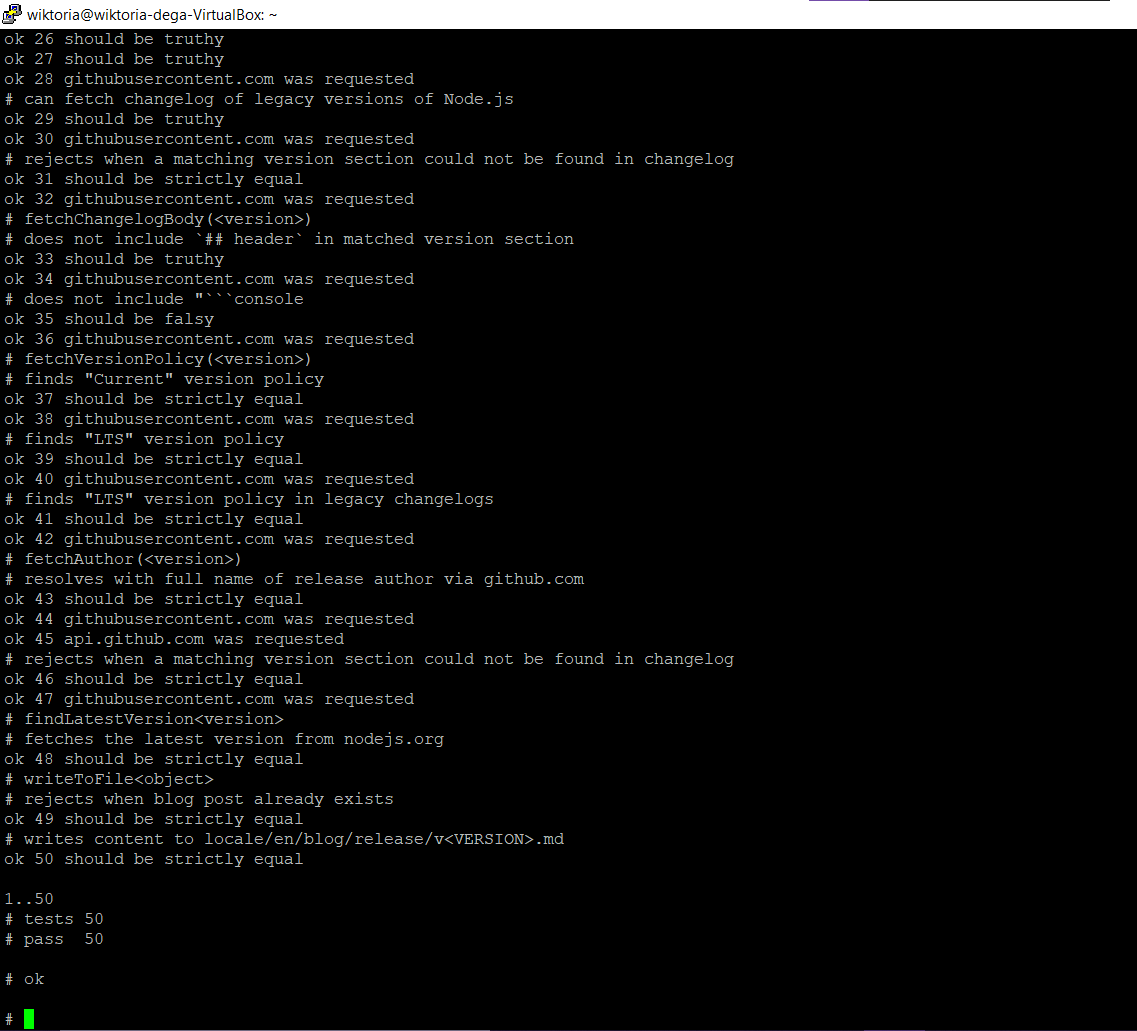 wiktoria@wiktoria-dega-VirtualBox: ~
ok 26 should be truthy
ok 27 should be truthy
ok 28 githubusercontent.com was requested
# can fetch changelog of legacy versions of Node.js
ok 29 should be truthy
ok 30 githubusercontent.com was requested
# rejects when a matching version section could not be found in changelog
ok 31 should be strictly equal
ok 32 githubusercontent.com was requested
# fetchChangelogBody(<version>)
# does not include `## header` in matched version section
ok 33 should be truthy
ok 34 githubusercontent.com was requested
# does not include "```console
ok 35 should be falsy
ok 36 githubusercontent.com was requested
# fetchVersionPolicy(<version>)
# finds "Current" version policy
ok 37 should be strictly equal
ok 38 githubusercontent.com was requested
# finds "LTS" version policy
ok 39 should be strictly equal
ok 40 githubusercontent.com was requested
# finds "LTS" version policy in legacy changelogs
ok 41 should be strictly equal
ok 42 githubusercontent.com was requested
# fetchAuthor(<version>)
# resolves with full name of release author via github.com
ok 43 should be strictly equal
ok 44 githubusercontent.com was requested
ok 45 api.github.com was requested
# rejects when a matching version section could not be found in changelog
ok 46 should be strictly equal
ok 47 githubusercontent.com was requested
# findLatestVersion<version>
# fetches the latest version from nodejs.org
ok 48 should be strictly equal
# writeToFile<object>
# rejects when blog post already exists
ok 49 should be strictly equal
# writes content to locale/en/blog/release/v<VERSION>.md
ok 50 should be strictly equal
1..50
# tests 50
# pass  50
# ok
#